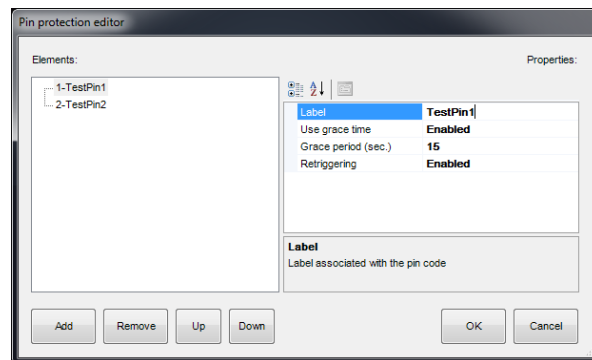 Pin protection editor
Elements:
Properties:
1-TestPin1
2-TestPin2
Label TestPin1
Use grace time Enabled
Grace period (sec.) 15
Retriggering Enabled
Label
Label associated with the pin code
Add Remove Up Down OK Cancel